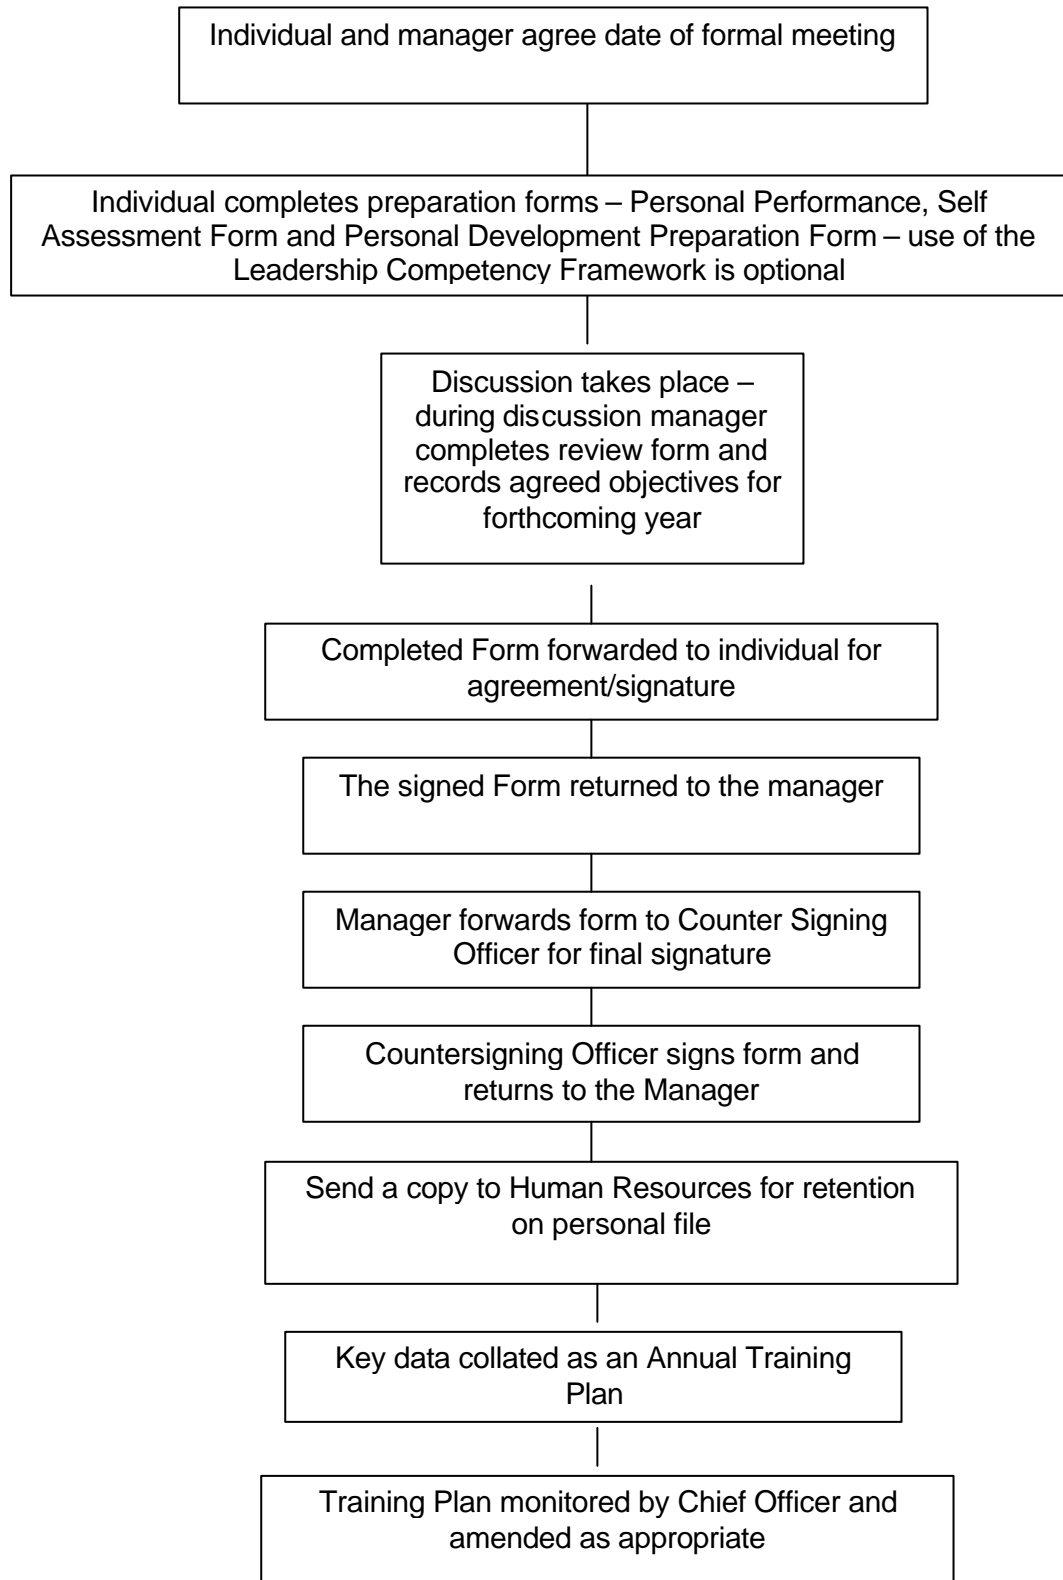 Individual and manager agree date of formal meeting
Individual completes preparation forms – Personal Performance, Self
Assessment Form and Personal Development Preparation Form – use of the
Leadership Competency Framework is optional
Discussion takes place –
during discussion manager
completes review form and
records agreed objectives for
forthcoming year
Completed Form forwarded to individual for
agreement/signature
The signed Form returned to the manager
Manager forwards form to Counter Signing
Officer for final signature
Countersigning Officer signs form and
returns to the Manager
Send a copy to Human Resources for retention
on personal file
Key data collated as an Annual Training
Plan
Training Plan monitored by Chief Officer and
amended as appropriate